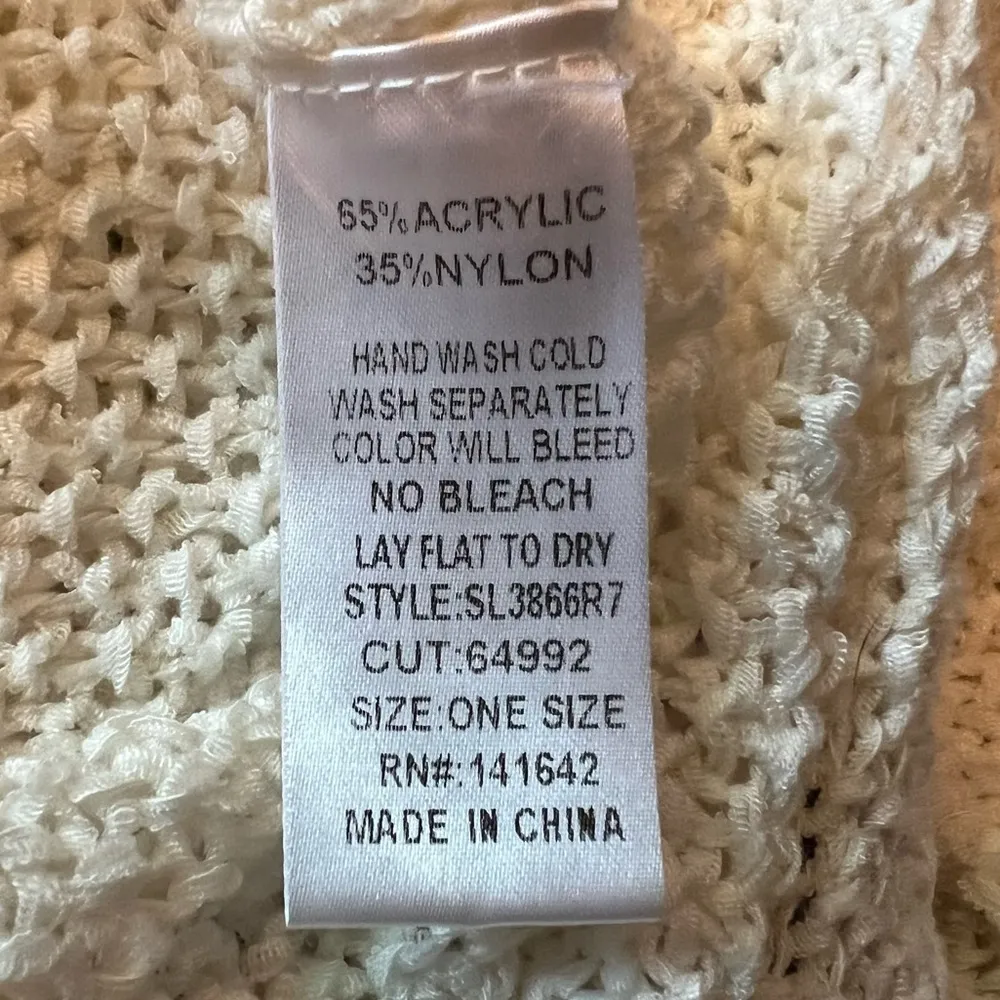 65%ACRYLIC
35%NYLON
HAND WASH COLD
WASH SEPARATELY
COLOR WILL BLEED
NO BLEACH
LAY FLAT TO DRY
STYLE:SL3866R7
CUT:64992
SIZE:ONE SIZE
RN#:141642
MADE IN CHINA